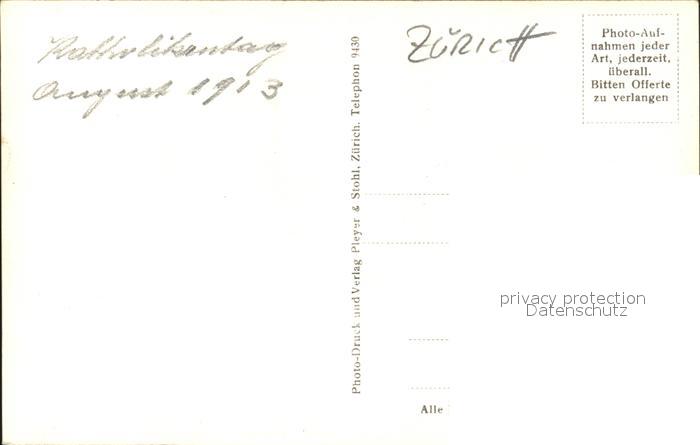 Katholikentag
August 1913
ZÜRICH
Photo-Auf-
nahmen jeder
Art, jederzeit,
überall.
Bitten Offerte
zu verlangen
Photo-Druck und Verlag Pleyer & Stohl, Zürich. Telephon 9430
privacy protection
Datenschutz
Alle